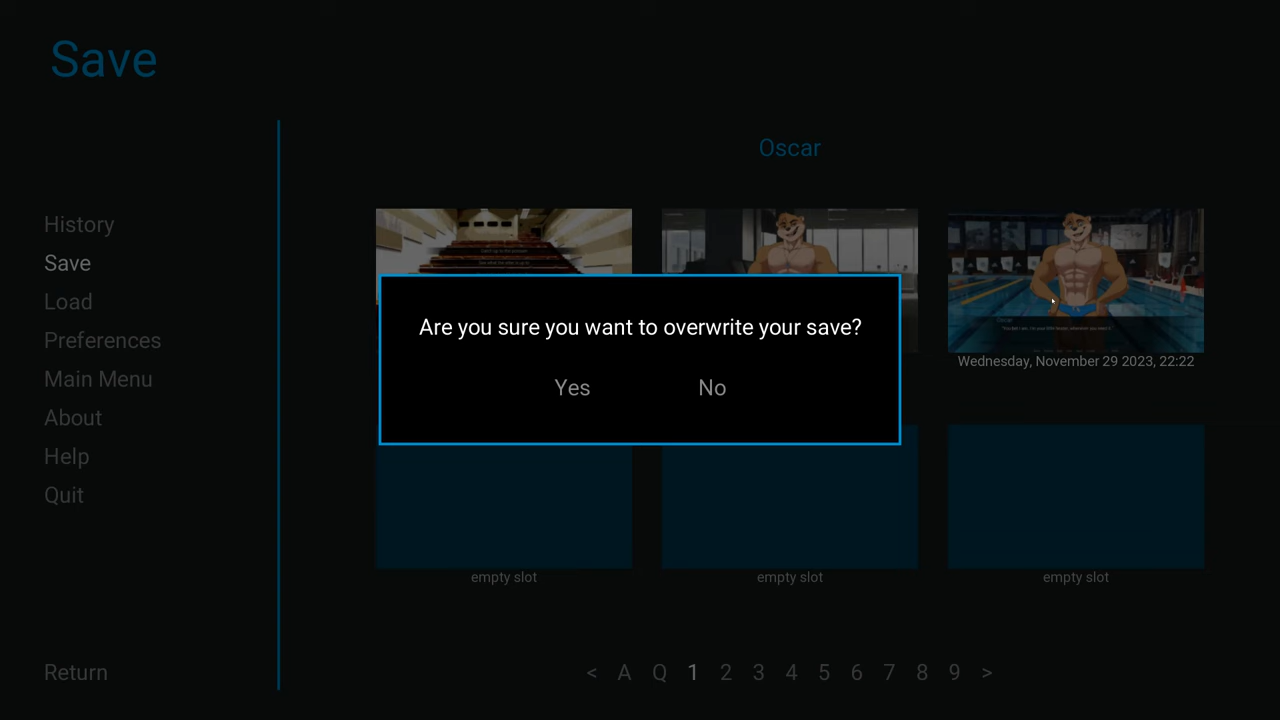 Save
Oscar
History
Save
Load
Preferences
Main Menu
About
Help
Quit
Return
Are you sure you want to overwrite your save?
Yes No
Wednesday, November 29 2023, 22:22
empty slot empty slot empty slot
< A Q 1 2 3 4 5 6 7 8 9 >